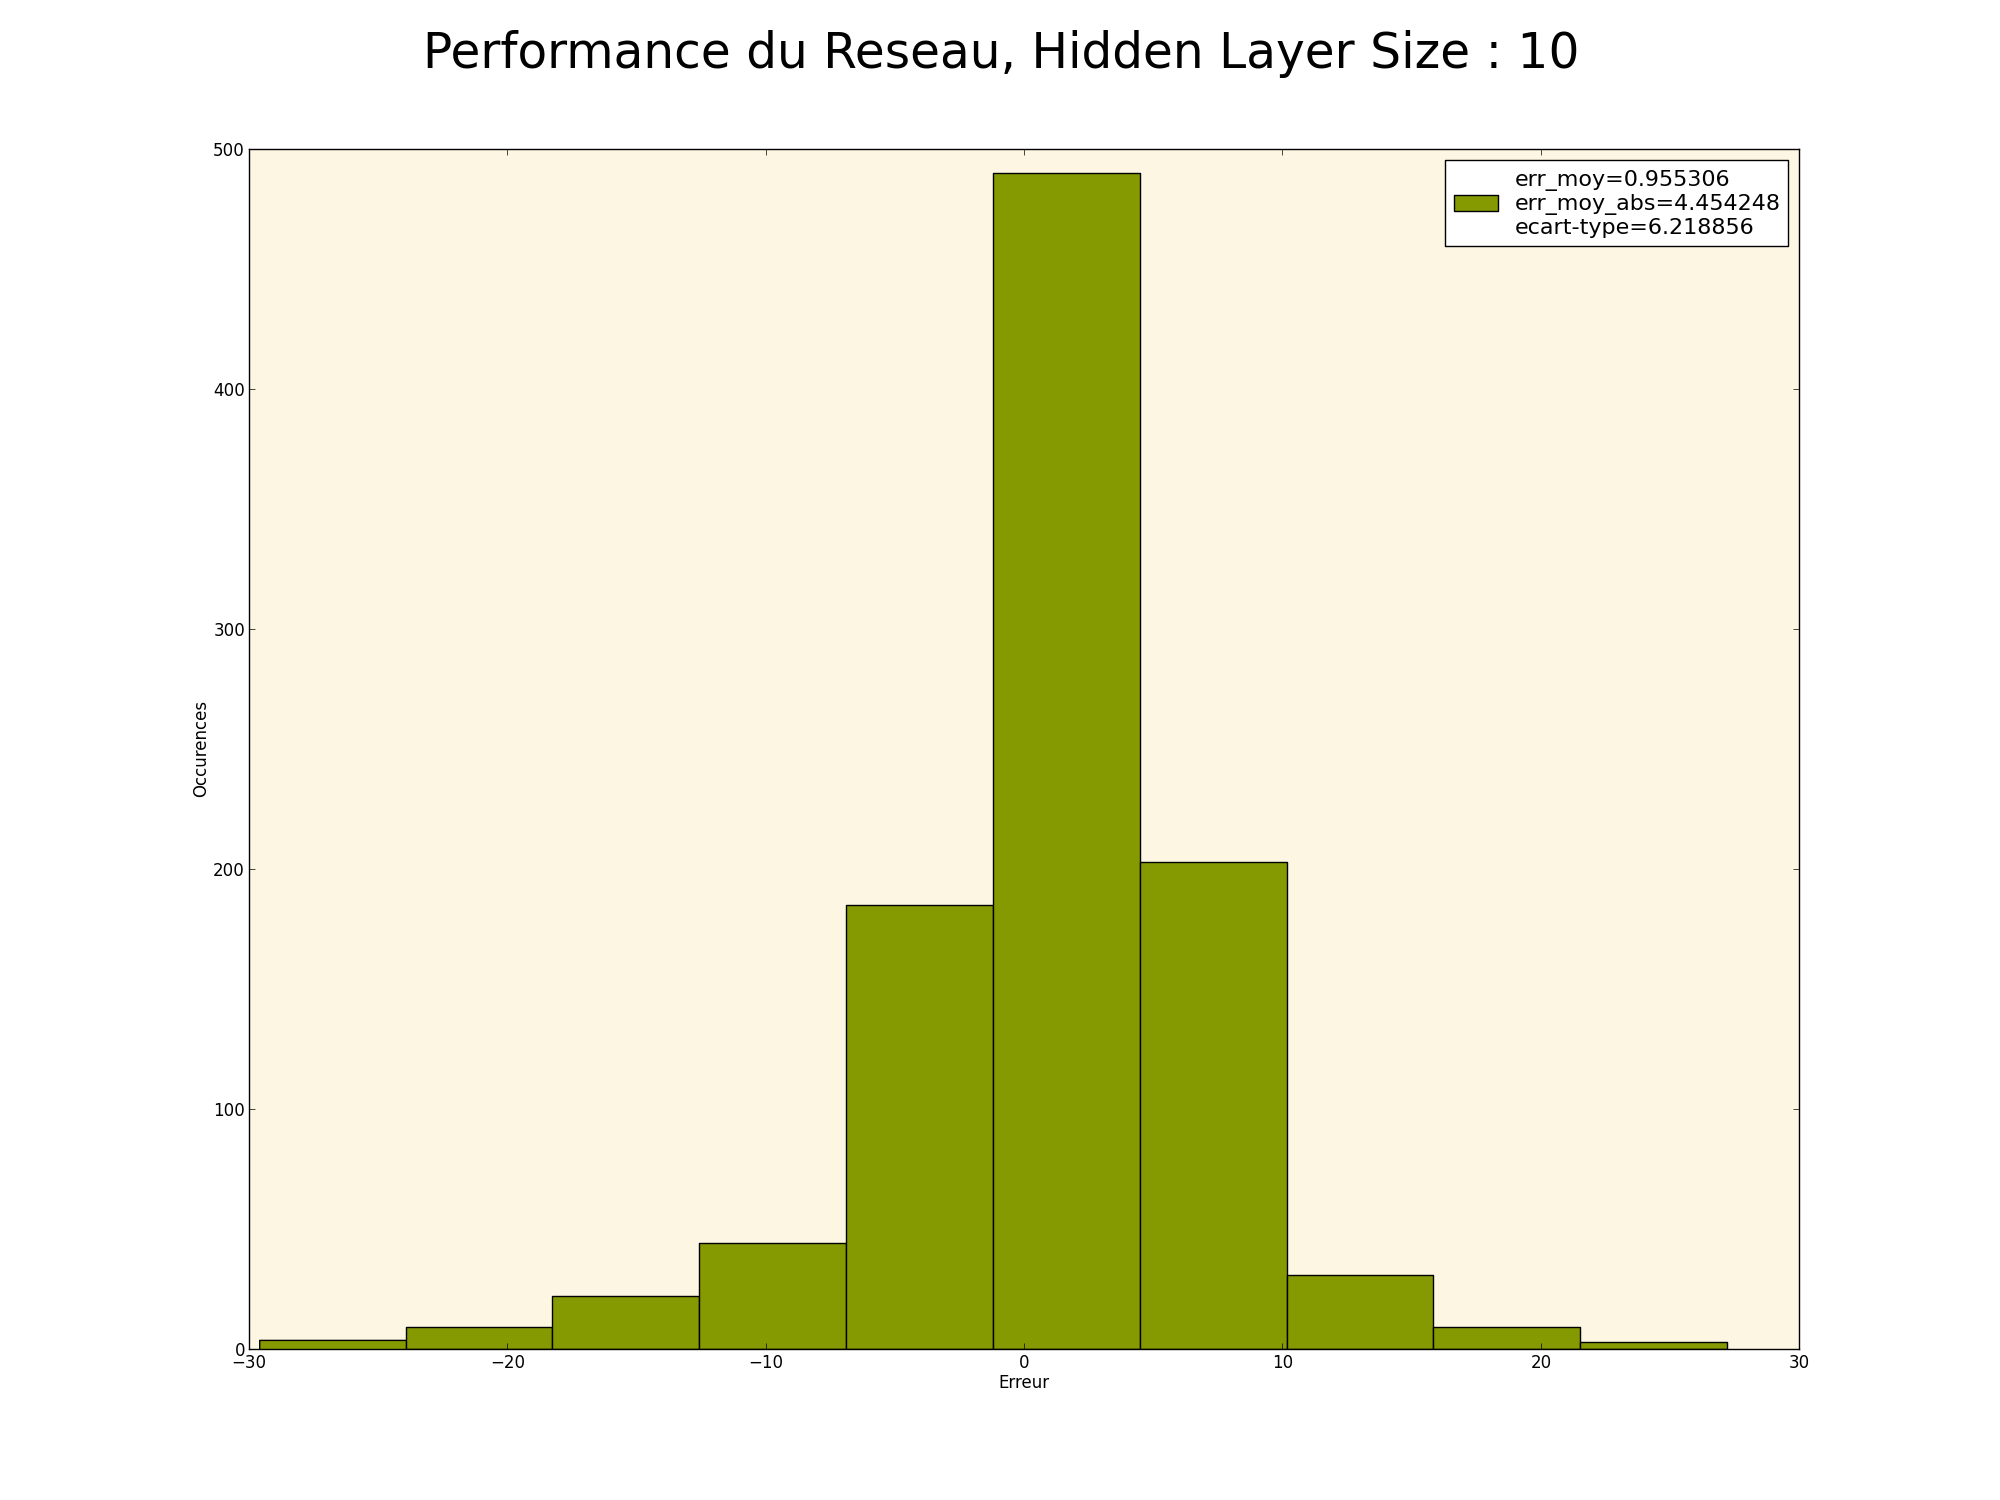 Performance du Reseau, Hidden Layer Size : 10
500
400
300
200
100
0
err_moy=0.955306
err_moy_abs=4.454248
ecart-type=6.218856
Occurences
−30 −20 −10 0 10 20 30
Erreur